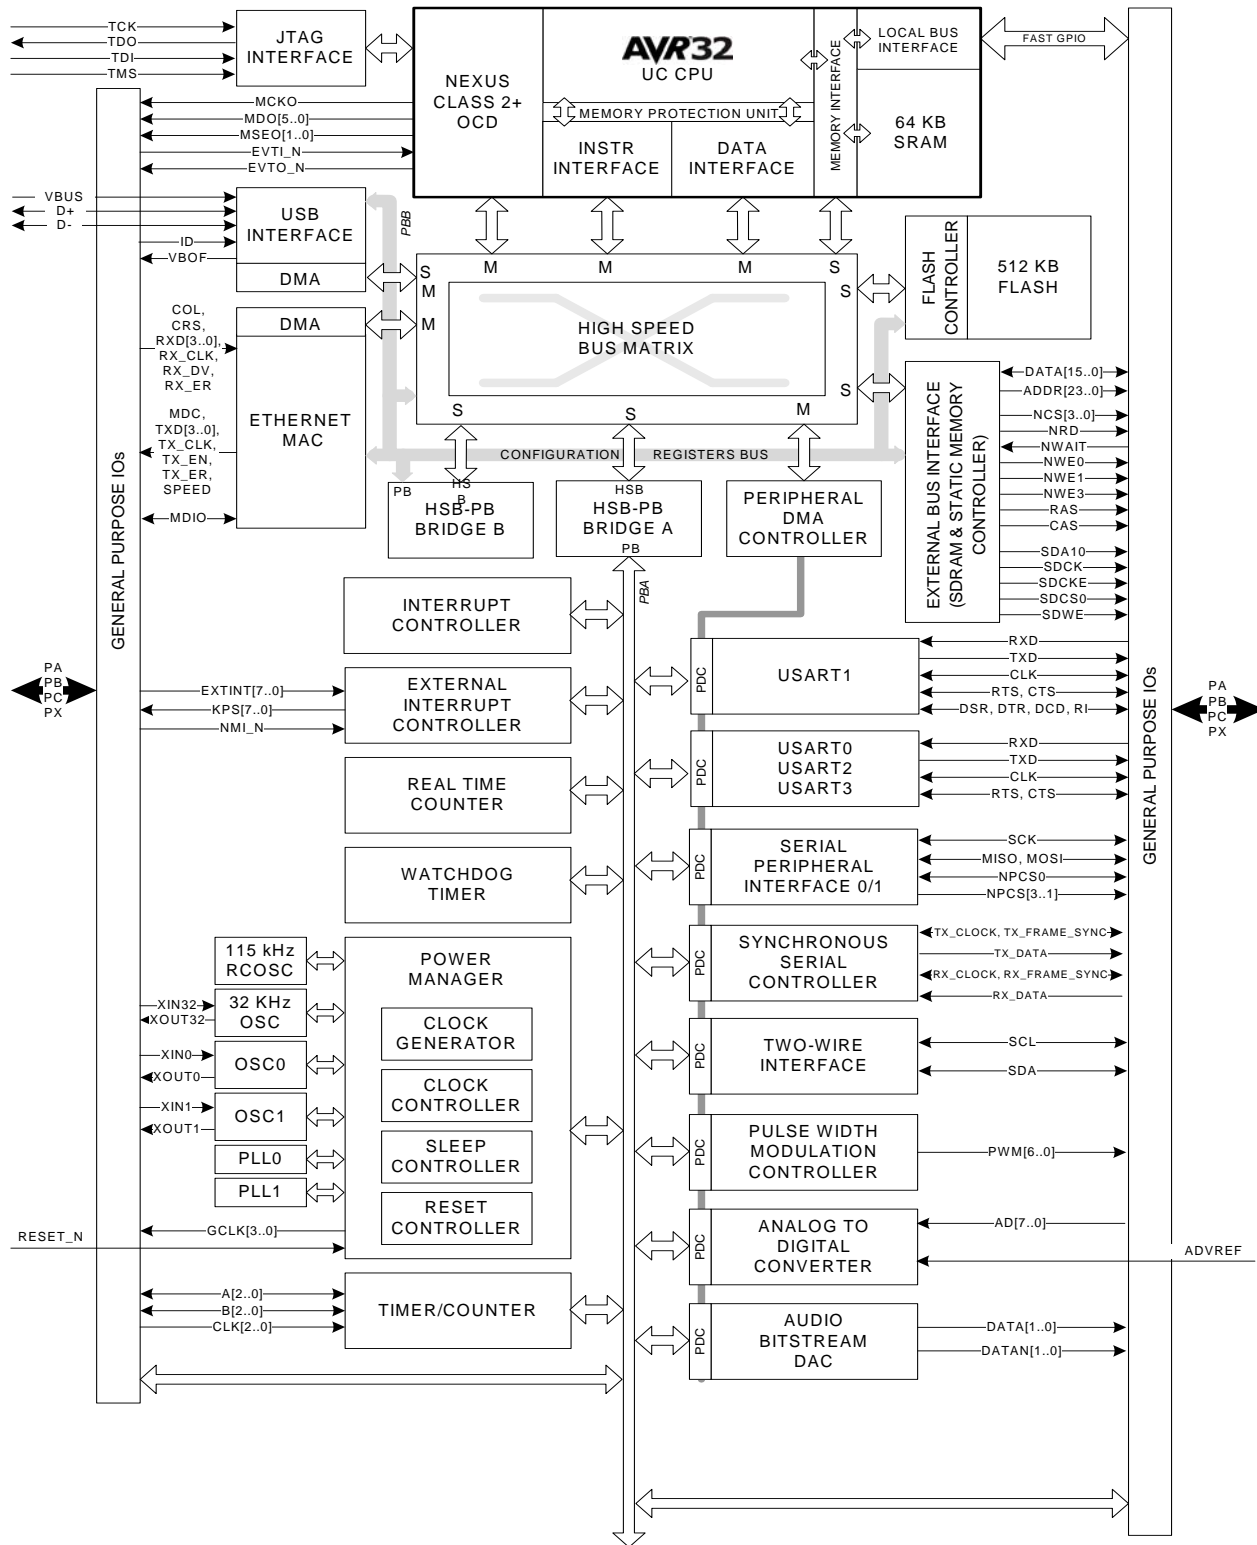 TCK
TDO
TDI
TMS
JTAG
INTERFACE
NEXUS
CLASS 2+
OCD
AVR32
UC CPU
MEMORY PROTECTION UNIT
INSTR
INTERFACE
DATA
INTERFACE
MEMORY INTERFACE
LOCAL BUS
INTERFACE
64 KB
SRAM
FAST GPIO
MCKO
MDO[5..0]
MSEO[1..0]
EVTI_N
EVTO_N
VBUS
D+
D-
ID
VBOF
USB
INTERFACE
DMA
PBB
S
M
M
M
M
M
S
S
S
S
S
M
HIGH SPEED
BUS MATRIX
FLASH
CONTROLLER
512 KB
FLASH
COL,
CRS,
RXD[3..0],
RX_CLK,
RX_DV,
RX_ER
MDC,
TXD[3..0],
TX_CLK,
TX_EN,
TX_ER,
SPEED
MDIO
DMA
ETHERNET
MAC
CONFIGURATION REGISTERS BUS
PB
HS
B
HSB-PB
BRIDGE B
HSB
HSB-PB
BRIDGE A
PB
PBA
PERIPHERAL
DMA
CONTROLLER
EXTERNAL BUS INTERFACE
(SDRAM & STATIC MEMORY
CONTROLLER)
DATA[15..0]
ADDR[23..0]
NCS[3..0]
NRD
NWAIT
NWE0
NWE1
NWE3
RAS
CAS
SDA10
SDCK
SDCKE
SDCS0
SDWE
GENERAL PURPOSE IOs
PA
PB
PC
PX
GENERAL PURPOSE IOs
PA
PB
PC
PX
INTERRUPT
CONTROLLER
EXTINT[7..0]
KPS[7..0]
NMI_N
EXTERNAL
INTERRUPT
CONTROLLER
REAL TIME
COUNTER
WATCHDOG
TIMER
115 kHz
RCOSC
XIN32
XOUT32
32 KHz
OSC
XIN0
XOUT0
OSC0
XIN1
XOUT1
OSC1
PLL0
PLL1
GCLK[3..0]
RESET_N
POWER
MANAGER
CLOCK
GENERATOR
CLOCK
CONTROLLER
SLEEP
CONTROLLER
RESET
CONTROLLER
A[2..0]
B[2..0]
CLK[2..0]
TIMER/COUNTER
PDC
USART1
RXD
TXD
CLK
RTS, CTS
DSR, DTR, DCD, RI
PDC
USART0
USART2
USART3
RXD
TXD
CLK
RTS, CTS
PDC
SERIAL
PERIPHERAL
INTERFACE 0/1
SCK
MISO, MOSI
NPCS0
NPCS[3..1]
PDC
SYNCHRONOUS
SERIAL
CONTROLLER
TX_CLOCK, TX_FRAME_SYNC
TX_DATA
RX_CLOCK, RX_FRAME_SYNC
RX_DATA
PDC
TWO-WIRE
INTERFACE
SCL
SDA
PDC
PULSE WIDTH
MODULATION
CONTROLLER
PWM[6..0]
PDC
ANALOG TO
DIGITAL
CONVERTER
AD[7..0]
ADVREF
PDC
AUDIO
BITSTREAM
DAC
DATA[1..0]
DATAN[1..0]